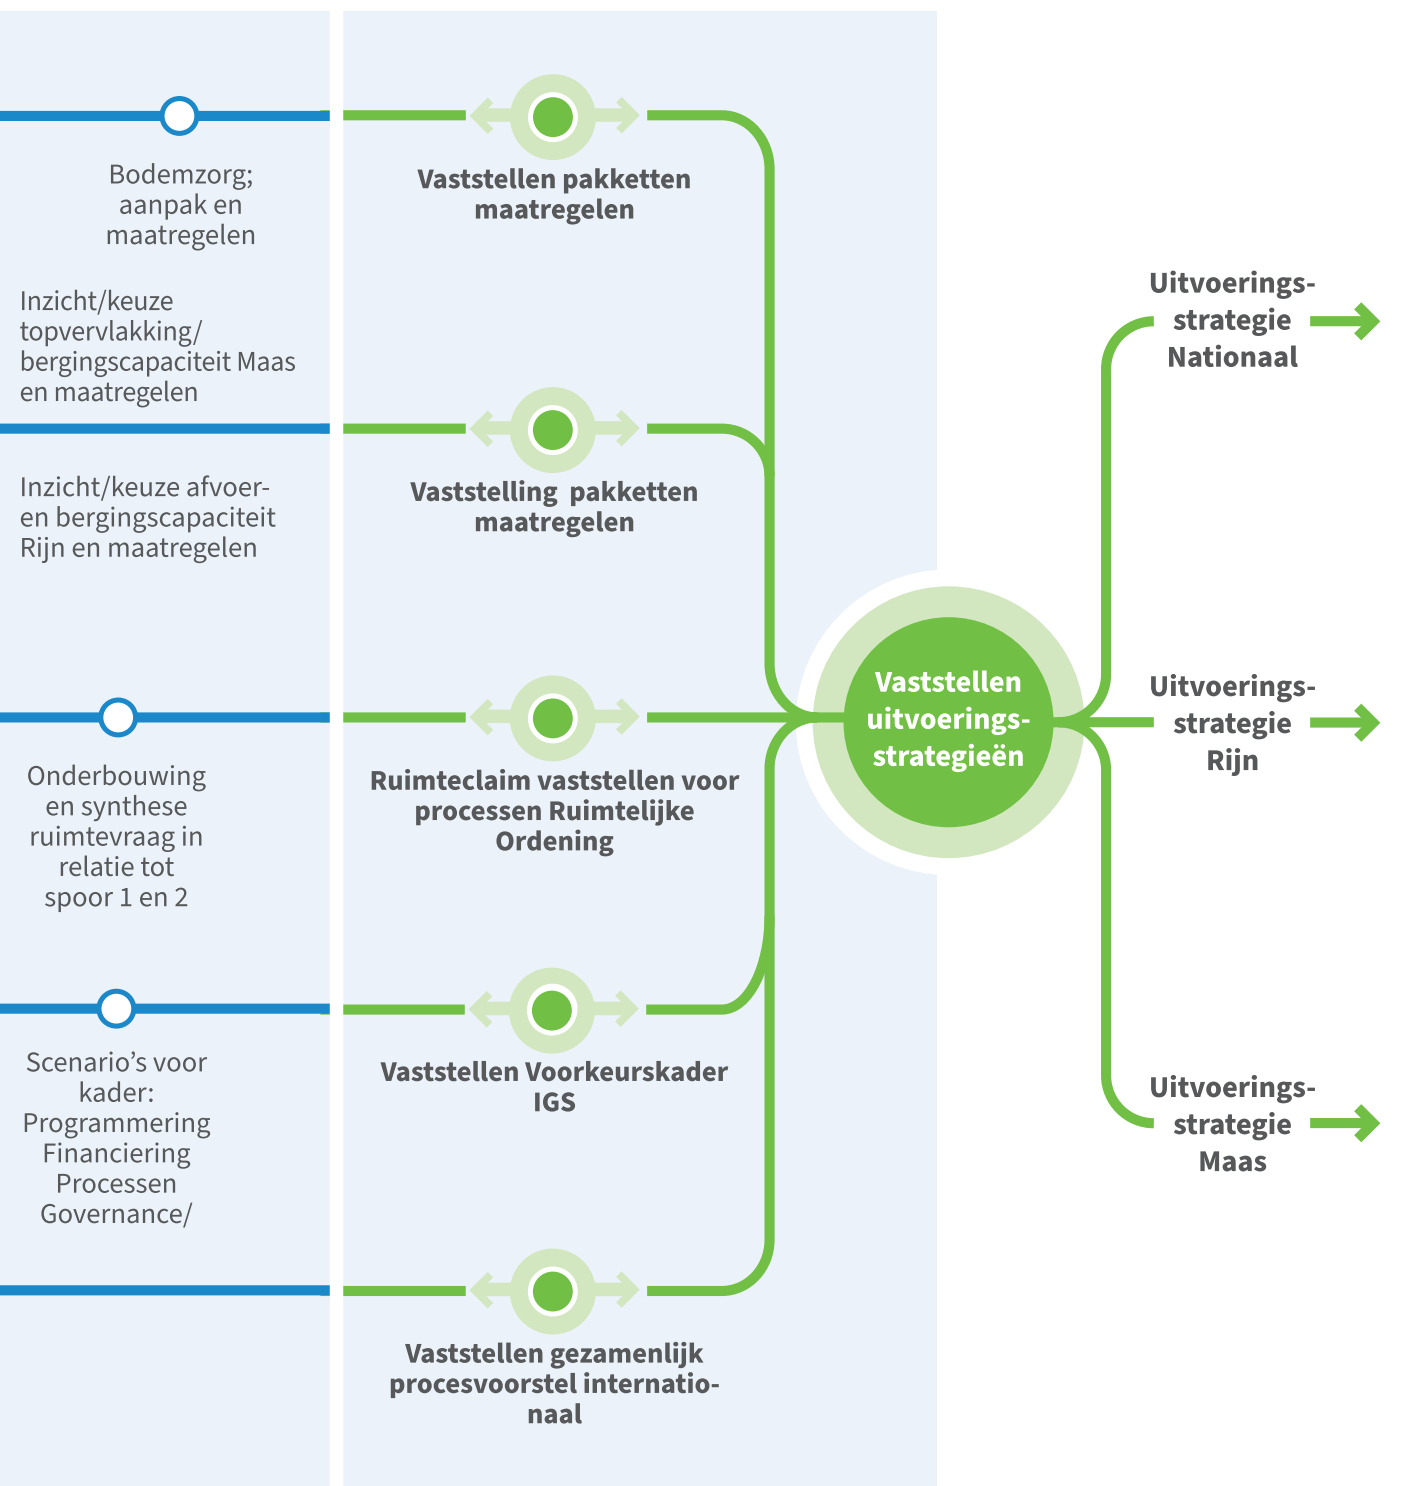 Bodemzorg;
aanpak en
maatregelen
Inzicht/keuze
topvervlakking/
bergingscapaciteit Maas
en maatregelen
Inzicht/keuze afvoer-
en bergingscapaciteit
Rijn en maatregelen
Onderbouwing
en synthese
ruimtevraag in
relatie tot
spoor 1 en 2
Scenario’s voor
kader:
Programmering
Financiering
Processen
Governance/
Vaststellen pakketten
maatregelen
Vaststelling  pakketten
maatregelen
Ruimteclaim vaststellen voor
processen Ruimtelijke
Ordening
Vaststellen Voorkeurskader
IGS
Vaststellen gezamenlijk
procesvoorstel internatio-
naal
Vaststellen
uitvoerings-
strategieën
Uitvoerings-
strategie
Nationaal
Uitvoerings-
strategie
Rijn
Uitvoerings-
strategie
Maas